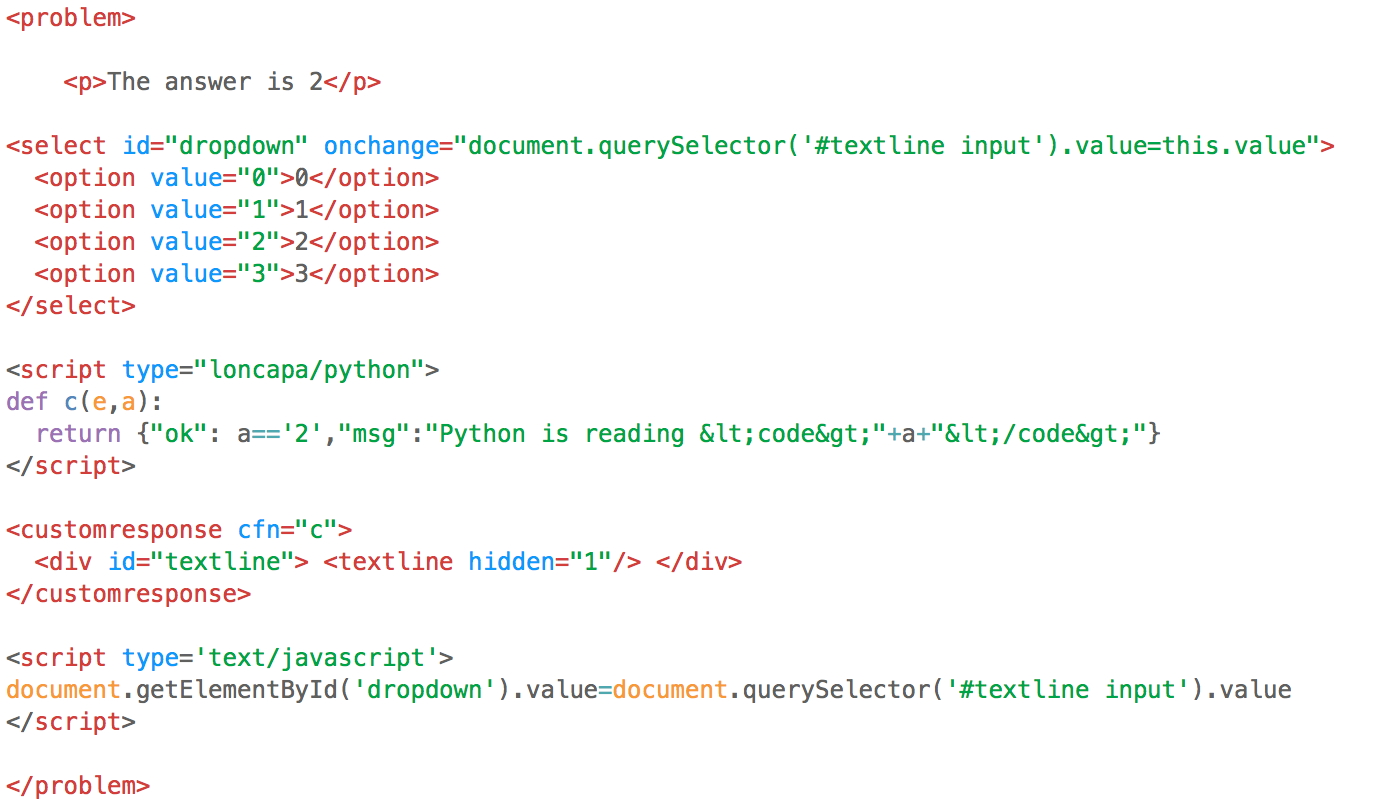 <problem>
    <p>The answer is 2</p>
<select id="dropdown" onchange="document.querySelector('#textline input').value=this.value">
  <option value="0">0</option>
  <option value="1">1</option>
  <option value="2">2</option>
  <option value="3">3</option>
</select>
<script type="loncapa/python">
def c(e,a):
  return {"ok": a=='2',"msg":"Python is reading &lt;code&gt;"+a+"&lt;/code&gt;"}
</script>
<customresponse cfn="c">
  <div id="textline"> <textline hidden="1"/> </div>
</customresponse>
<script type='text/javascript'>
document.getElementById('dropdown').value=document.querySelector('#textline input').value
</script>
</problem>